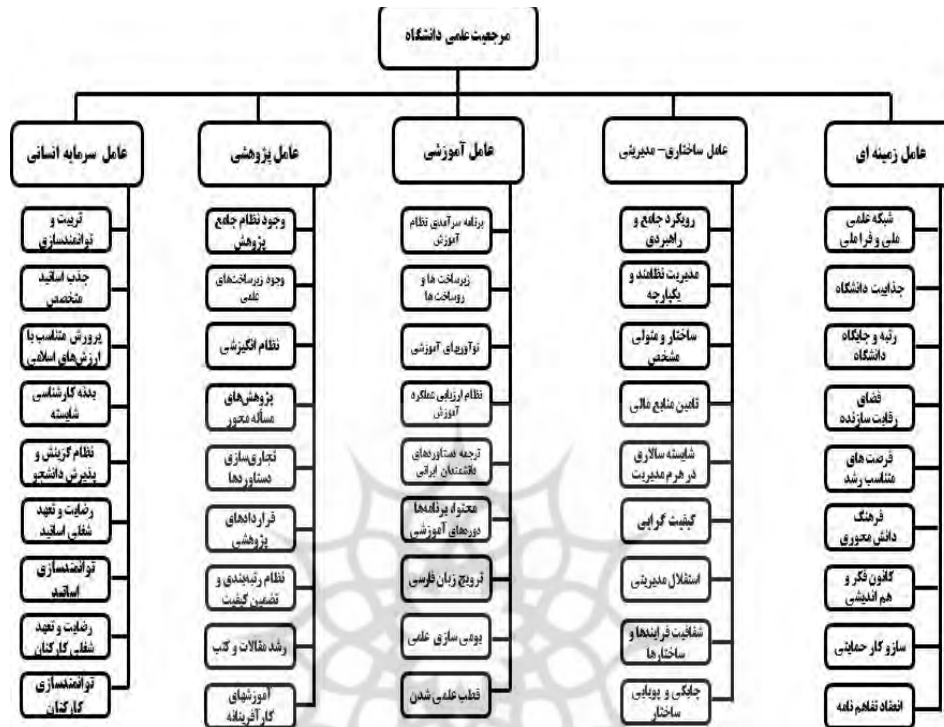 مرجعیت علمی دانشگاه
عامل زمینه ای
شبکه علمی
ملی و فراملی
جذابیت دانشگاه
رتبه و جایگاه
دانشگاه
فضای
رقابت سازنده
فرصت های
متناسب رشد
فرهنگ
دانش محوری
کانون فکر و
هم اندیشی
سازو کار حمایتی
انعقاد تفاهم نامه
عامل ساختاری- مدیریتی
رویکرد جامع و
راهبردی
مدیریت نظامند و
یکپارچه
ساختار و متولی
مشخص
تامین منابع مالی
شایسته سالاری
در هرم مدیریت
کیفیت گرایی
استقلال مدیریتی
شفافیت فرایندها و
ساختارها
چابکی و پویایی
ساختار
عامل آموزشی
برنامه سرآمدی نظام
آموزش
زیرساخت ها و
روساخت ها
نوآوریهای آموزشی
نظام ارزیابی عملکرد
آموزش
ترجمه دستاوردهای
دانشمندان ایرانی
محتواه برنامه‌ها
دوره‌های آموزشی
ترویج زبان فارسی
بومی سازی علمی
قطب علمی شدن
عامل پژوهشی
وجود نظام جامع
پژوهش
وجود زیرساخت‌های
علمی
نظام انگیزشی
پژوهش‌های
مسأله محور
تجاری‌سازی
دستاوردها
قراردادهای
پژوهشی
نظام رتبه‌بندی و
تضمین کیفیت
رشد مقالات و کتب
آموزشهای
کارآفرینانه
عامل سرمایه انسانی
تربیت و
توانمندسازی
جذب اساتید
متخصص
پرورش متناسب با
ارزش‌های اسلامی
بدنه کارشناسی
شایسته
نظام گزینش و
پذیرش دانشجو
رضایت و تعهد
شغلی اساتید
توانمندسازی
اساتید
رضایت و تعهد
شغلی کارکنان
توانمندسازی
کارکنان